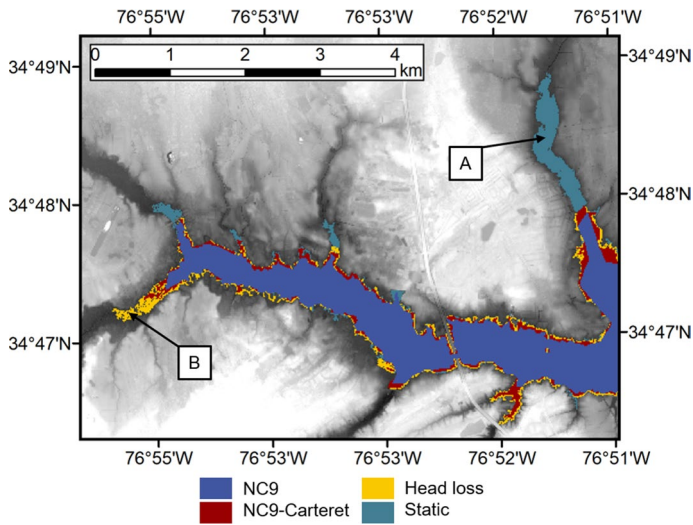 76°55'W 76°53'W 76°53'W 76°52'W 76°51'W
0 1 2 3 4
km
34°49'N 34°49'N
A
34°48'N 34°48'N
34°47'N 34°47'N
B
76°55'W 76°53'W 76°53'W 76°52'W 76°51'W
NC9 Head loss
NC9-Carteret Static